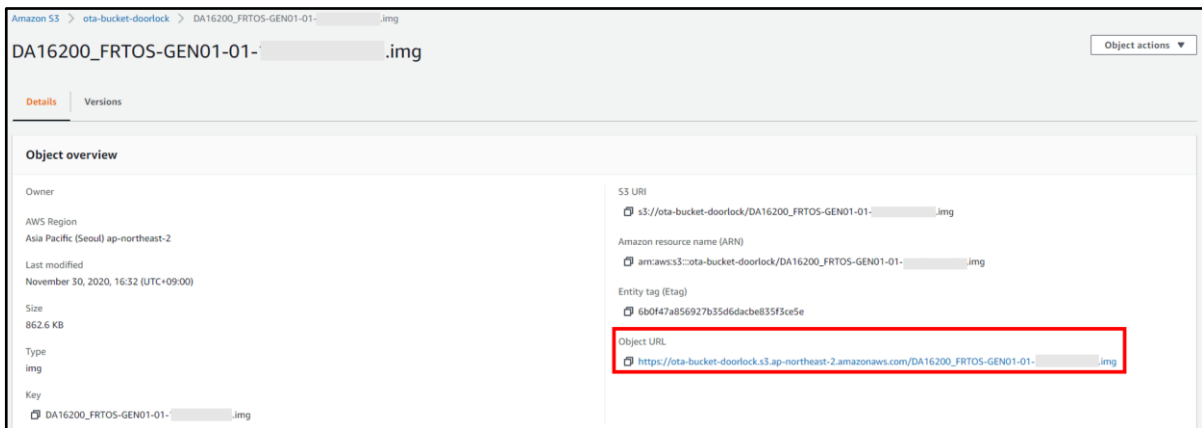 Amazon S3 > ota-bucket-doorlock > DA16200_FRTOS-GEN01-01- .img
DA16200_FRTOS-GEN01-01- .img
Object actions ▼
Details Versions
Object overview
Owner
AWS Region
Asia Pacific (Seoul) ap-northeast-2
Last modified
November 30, 2020, 16:32 (UTC+09:00)
Size
862.6 KB
Type
img
Key
DA16200_FRTOS-GEN01-01- .img
S3 URI
s3://ota-bucket-doorlock/DA16200_FRTOS-GEN01-01- .img
Amazon resource name (ARN)
arn:aws:s3:::ota-bucket-doorlock/DA16200_FRTOS-GEN01-01- .img
Entity tag (Etag)
6b0f47a856927b35d6dacbe835f3ce5e
Object URL
https://ota-bucket-doorlock.s3.ap-northeast-2.amazonaws.com/DA16200_FRTOS-GEN01-01- .img